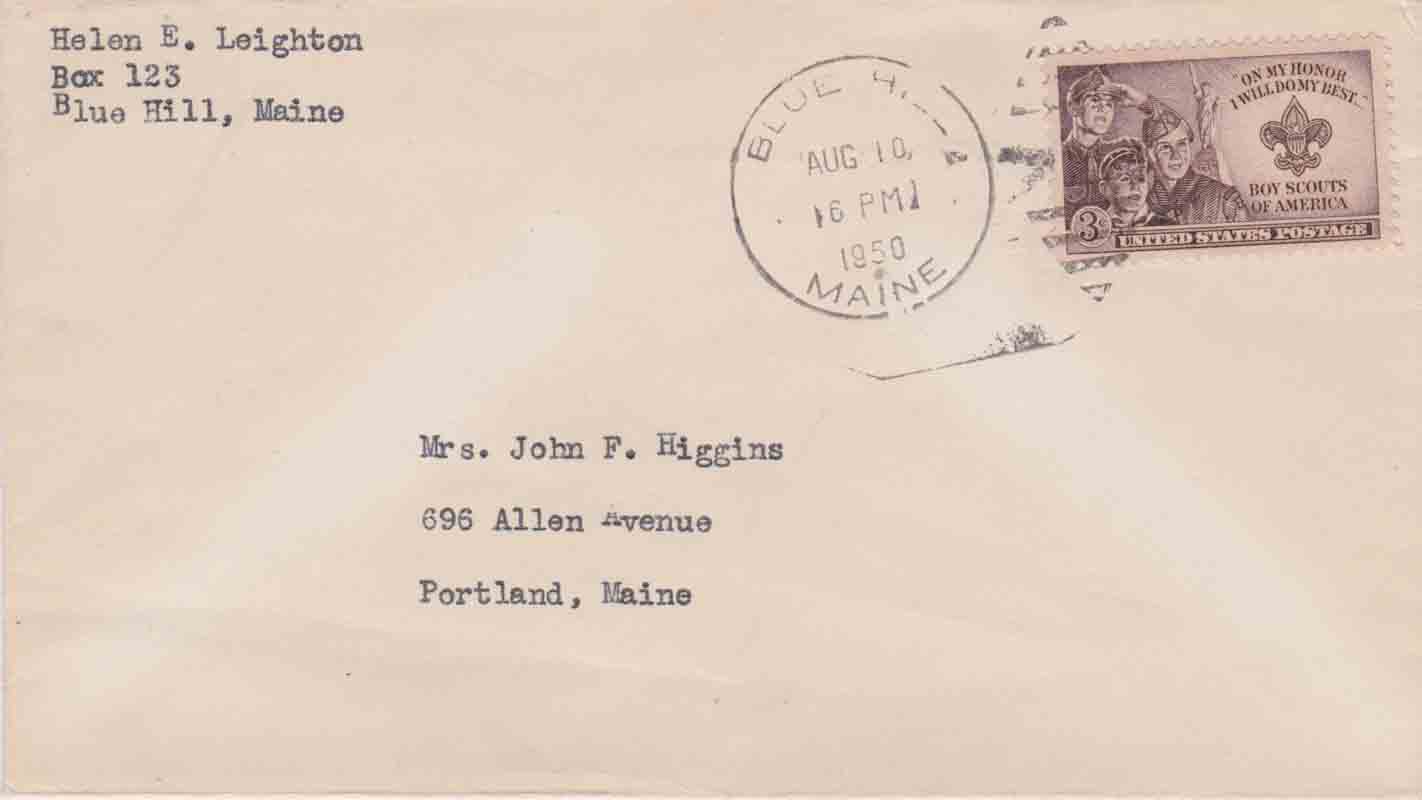 Helen E. Leighton
Box 123
Blue Hill, Maine
BLUE
AUG 10,
6 PM
1950
MAINE
"ON MY HONOR
I WILL DO MY BEST..."
BOY SCOUTS
OF AMERICA
3¢
UNITED STATES POSTAGE
Mrs. John F. Higgins
696 Allen Avenue
Portland, Maine